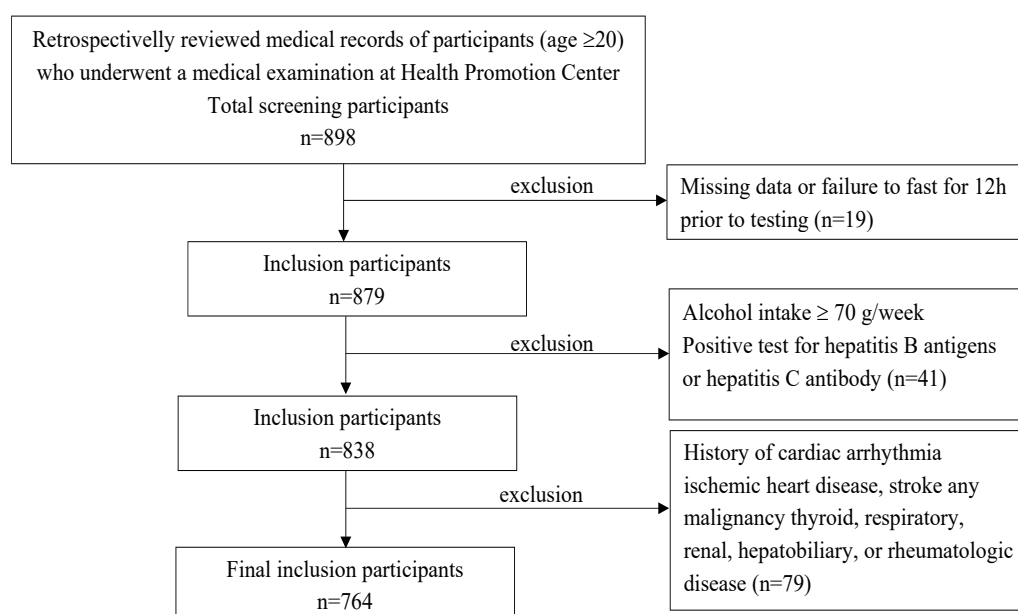 Retrospectivelly reviewed medical records of participants (age ≥20)
who underwent a medical examination at Health Promotion Center
Total screening participants
n=898
exclusion
Missing data or failure to fast for 12h
prior to testing (n=19)
Inclusion participants
n=879
exclusion
Alcohol intake ≥ 70 g/week
Positive test for hepatitis B antigens
or hepatitis C antibody (n=41)
Inclusion participants
n=838
exclusion
History of cardiac arrhythmia
ischemic heart disease, stroke any
malignancy thyroid, respiratory,
renal, hepatobiliary, or rheumatologic
disease (n=79)
Final inclusion participants
n=764